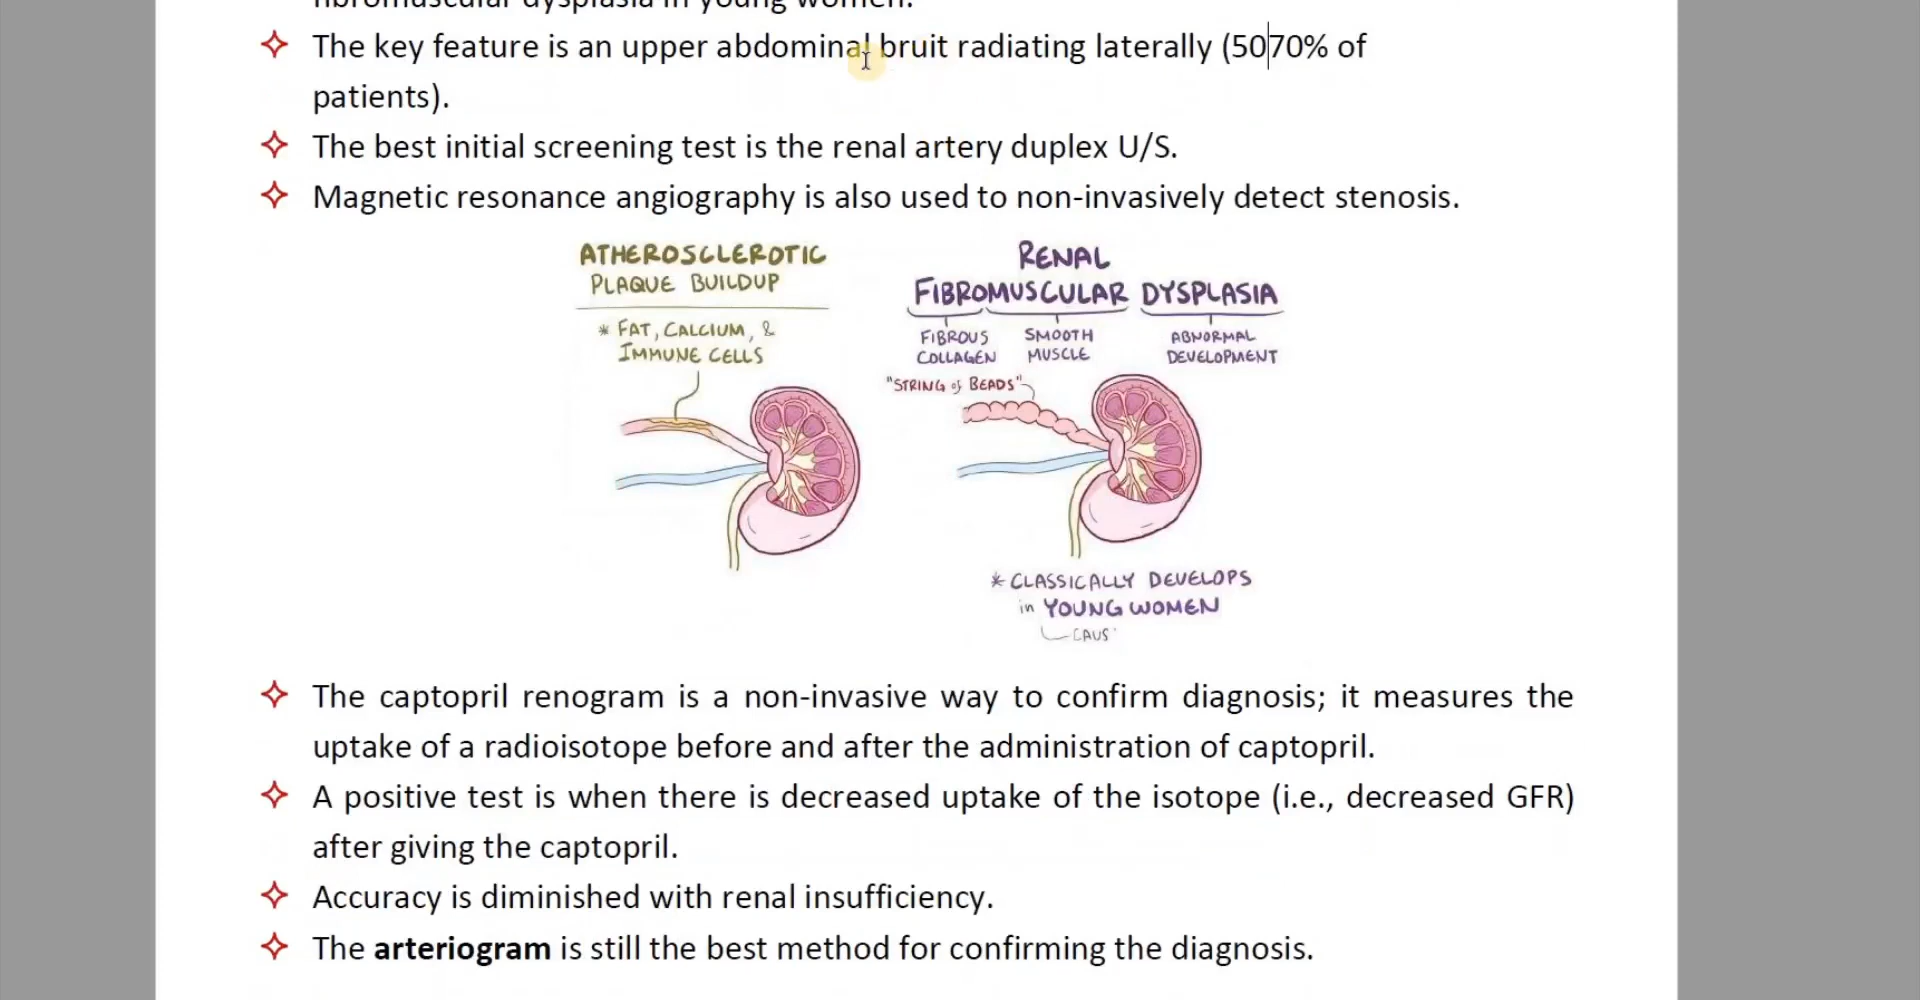 fibromuscular dysplasia in young women.
The key feature is an upper abdominal bruit radiating laterally (5070% of
patients).
The best initial screening test is the renal artery duplex U/S.
Magnetic resonance angiography is also used to non-invasively detect stenosis.
ATHEROSCLEROTIC
PLAQUE BUILDUP
* FAT, CALCIUM, &
IMMUNE CELLS
RENAL
FIBROMUSCULAR DYSPLASIA
FIBROUS
COLLAGEN
SMOOTH
MUSCLE
ABNORMAL
DEVELOPMENT
"STRING of BEADS"
* CLASSICALLY DEVELOPS
in YOUNG WOMEN
CAUS
The captopril renogram is a non-invasive way to confirm diagnosis; it measures the
uptake of a radioisotope before and after the administration of captopril.
A positive test is when there is decreased uptake of the isotope (i.e., decreased GFR)
after giving the captopril.
Accuracy is diminished with renal insufficiency.
The arteriogram is still the best method for confirming the diagnosis.